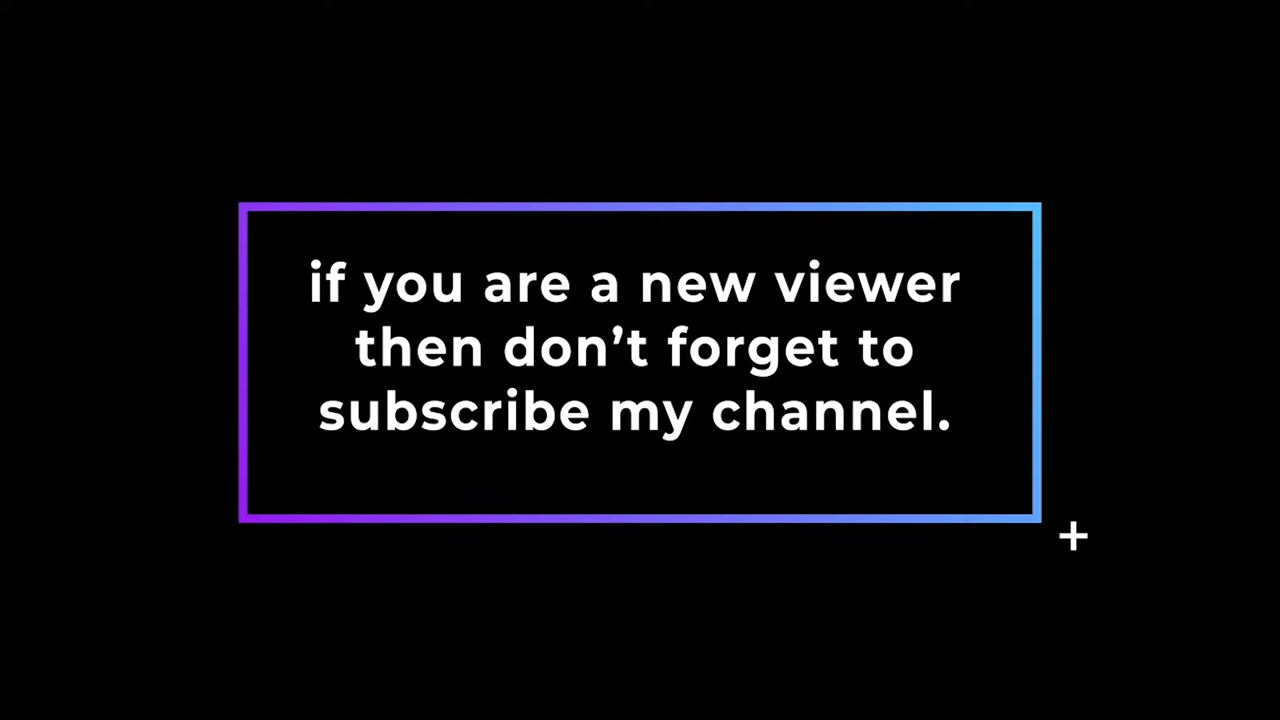 if you are a new viewer
then don’t forget to
subscribe my channel.
+